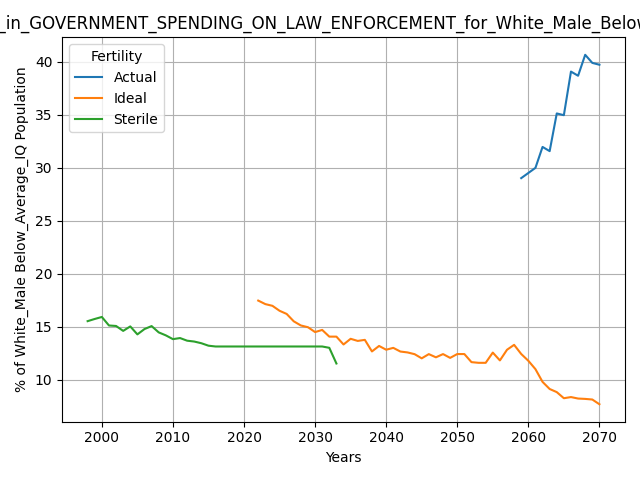 _in_GOVERNMENT_SPENDING_ON_LAW_ENFORCEMENT_for_White_Male_Below
Fertility
Actual
Ideal
Sterile
% of White_Male Below_Average_IQ Population
40
35
30
25
20
15
10
2000 2010 2020 2030 2040 2050 2060 2070
Years